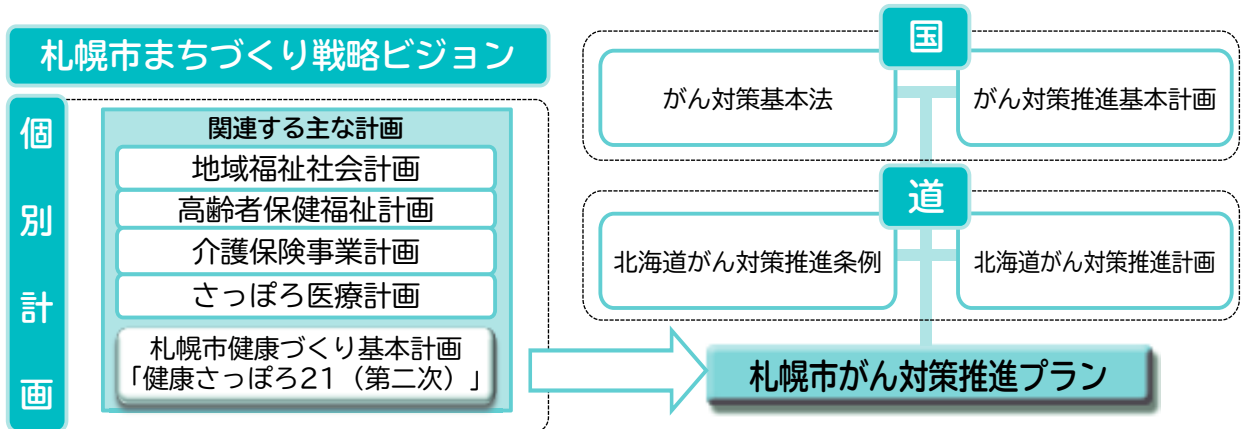 札幌市まちづくり戦略ビジョン
個別計画
関連する主な計画
地域福祉社会計画
高齢者保健福祉計画
介護保険事業計画
さっぽろ医療計画
札幌市健康づくり基本計画
「健康さっぽろ21（第二次）」
国
がん対策基本法
がん対策推進基本計画
道
北海道がん対策推進条例
北海道がん対策推進計画
札幌市がん対策推進プラン